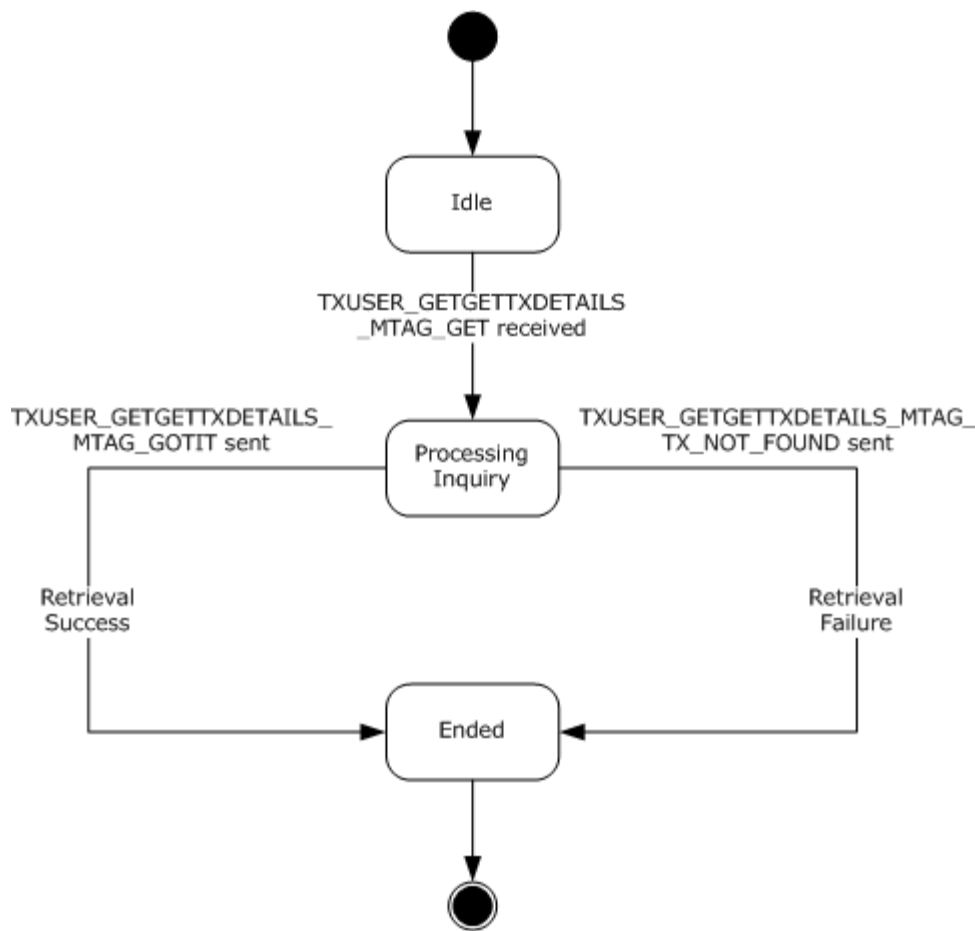 Idle
TXUSER_GETGETTXDETAILS
_MTAG_GET received
TXUSER_GETGETTXDETAILS_
MTAG_GOTIT sent
TXUSER_GETGETTXDETAILS_MTAG_
TX_NOT_FOUND sent
Processing
Inquiry
Retrieval
Success
Retrieval
Failure
Ended